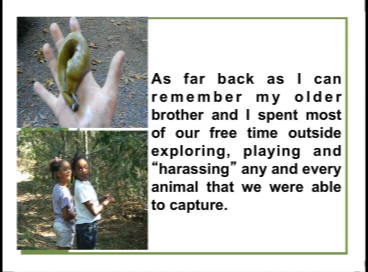 As far back as I can
remember my older
brother and I spent most
of our free time outside
exploring, playing and
“harassing” any and every
animal that we were able
to capture.